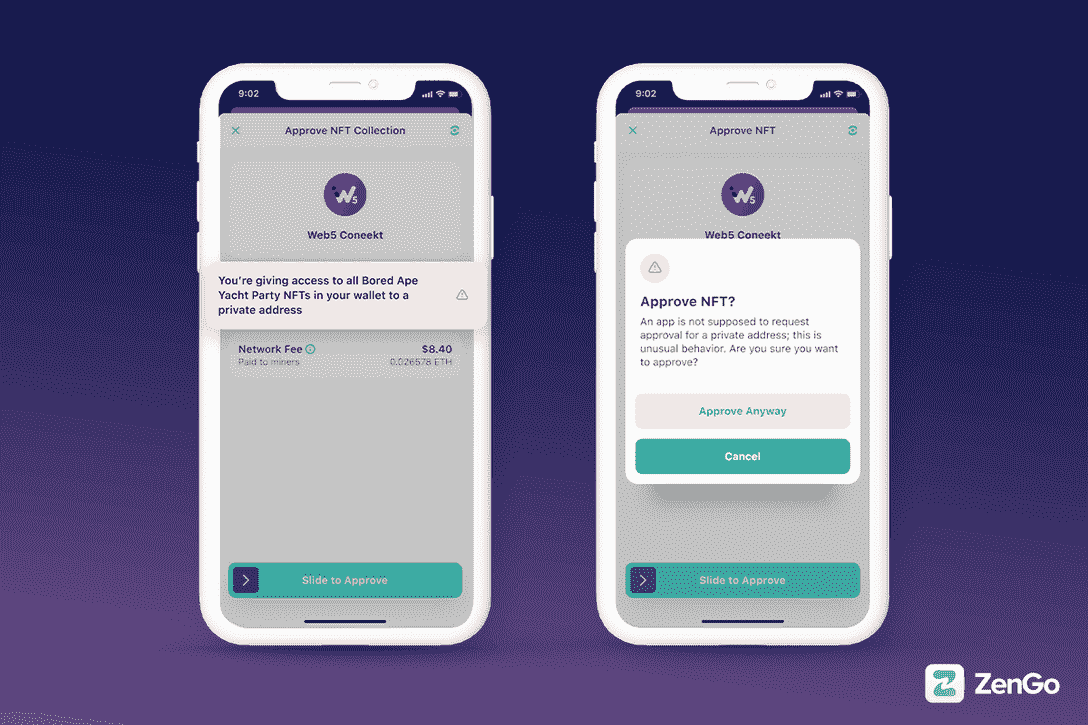 9:02
Approve NFT Collection
W5
Web5 Coneekt
You're giving access to all Bored Ape
Yacht Party NFTs in your wallet to a
private address
Network Fee $8.40
Paid to miners 0.026578 ETH
Slide to Approve
9:02
Approve NFT
W5
Web5 Coneekt
Approve NFT?
An app is not supposed to request
approval for a private address; this is
unusual behavior. Are you sure you want
to approve?
Approve Anyway
Cancel
Slide to Approve
ZenGo